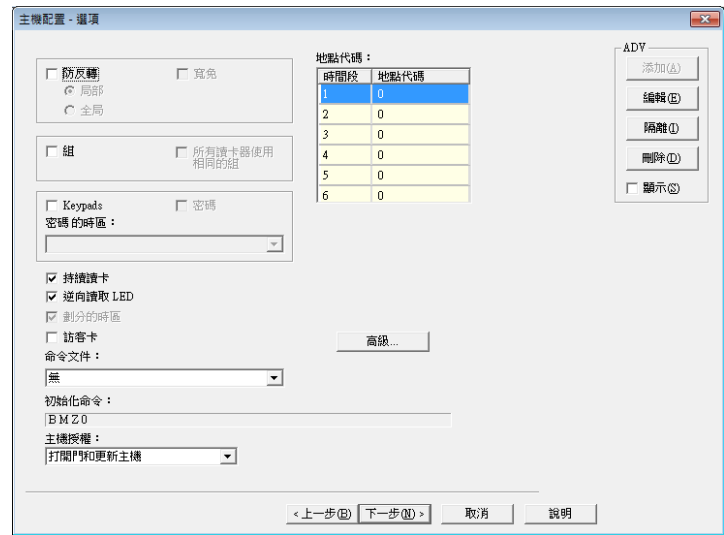 主機配置 - 選項
防反轉 寬免
局部
全局
組 所有讀卡器使用
相同的組
Keypads 密碼
密碼的時區：
持續讀卡
逆向讀取 LED
劃分的時區
訪客卡
命令文件：
無
初始化命令：
BMZ0
主機授權：
打開門和更新主機
地點代碼：
時間段 地點代碼
1 0
2 0
3 0
4 0
5 0
6 0
高級...
ADV
添加(A)
編輯(E)
隔離(I)
刪除(D)
顯示(S)
<上一步(B) 下一步(N)> 取消 說明